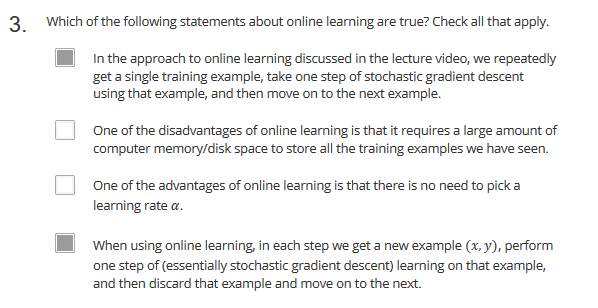 3. Which of the following statements about online learning are true? Check all that apply.
In the approach to online learning discussed in the lecture video, we repeatedly
get a single training example, take one step of stochastic gradient descent
using that example, and then move on to the next example.
One of the disadvantages of online learning is that it requires a large amount of
computer memory/disk space to store all the training examples we have seen.
One of the advantages of online learning is that there is no need to pick a
learning rate α.
When using online learning, in each step we get a new example (x, y), perform
one step of (essentially stochastic gradient descent) learning on that example,
and then discard that example and move on to the next.